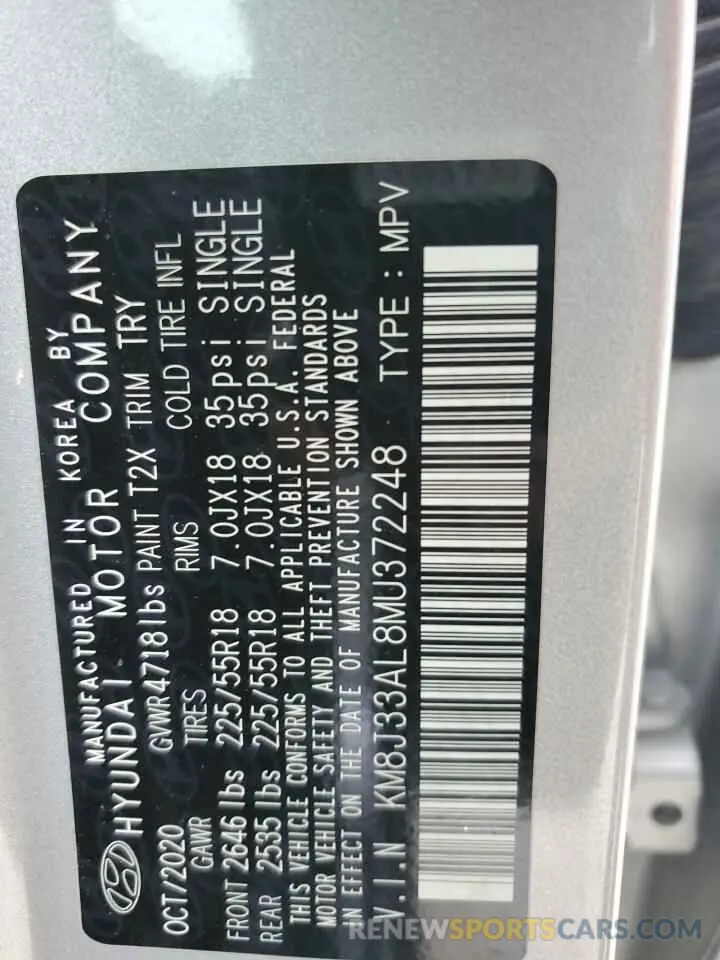 MANUFACTURED IN KOREA BY
HYUNDAI MOTOR COMPANY
OCT/2020 GVWR4718lbs PAINT T2X TRIM TRY
GAWR TIRES RIMS COLD TIRE INFL
FRONT 2646lbs 225/55R18 7.0JX18 35psi SINGLE
REAR 2535lbs 225/55R18 7.0JX18 35psi SINGLE
THIS VEHICLE CONFORMS TO ALL APPLICABLE U.S.A. FEDERAL
MOTOR VEHICLE SAFETY AND THEFT PREVENTION STANDARDS
IN EFFECT ON THE DATE OF MANUFACTURE SHOWN ABOVE
V.I.N KM8J33AL8MU372248 TYPE : MPV
RENEWSPORTSCARS.COM